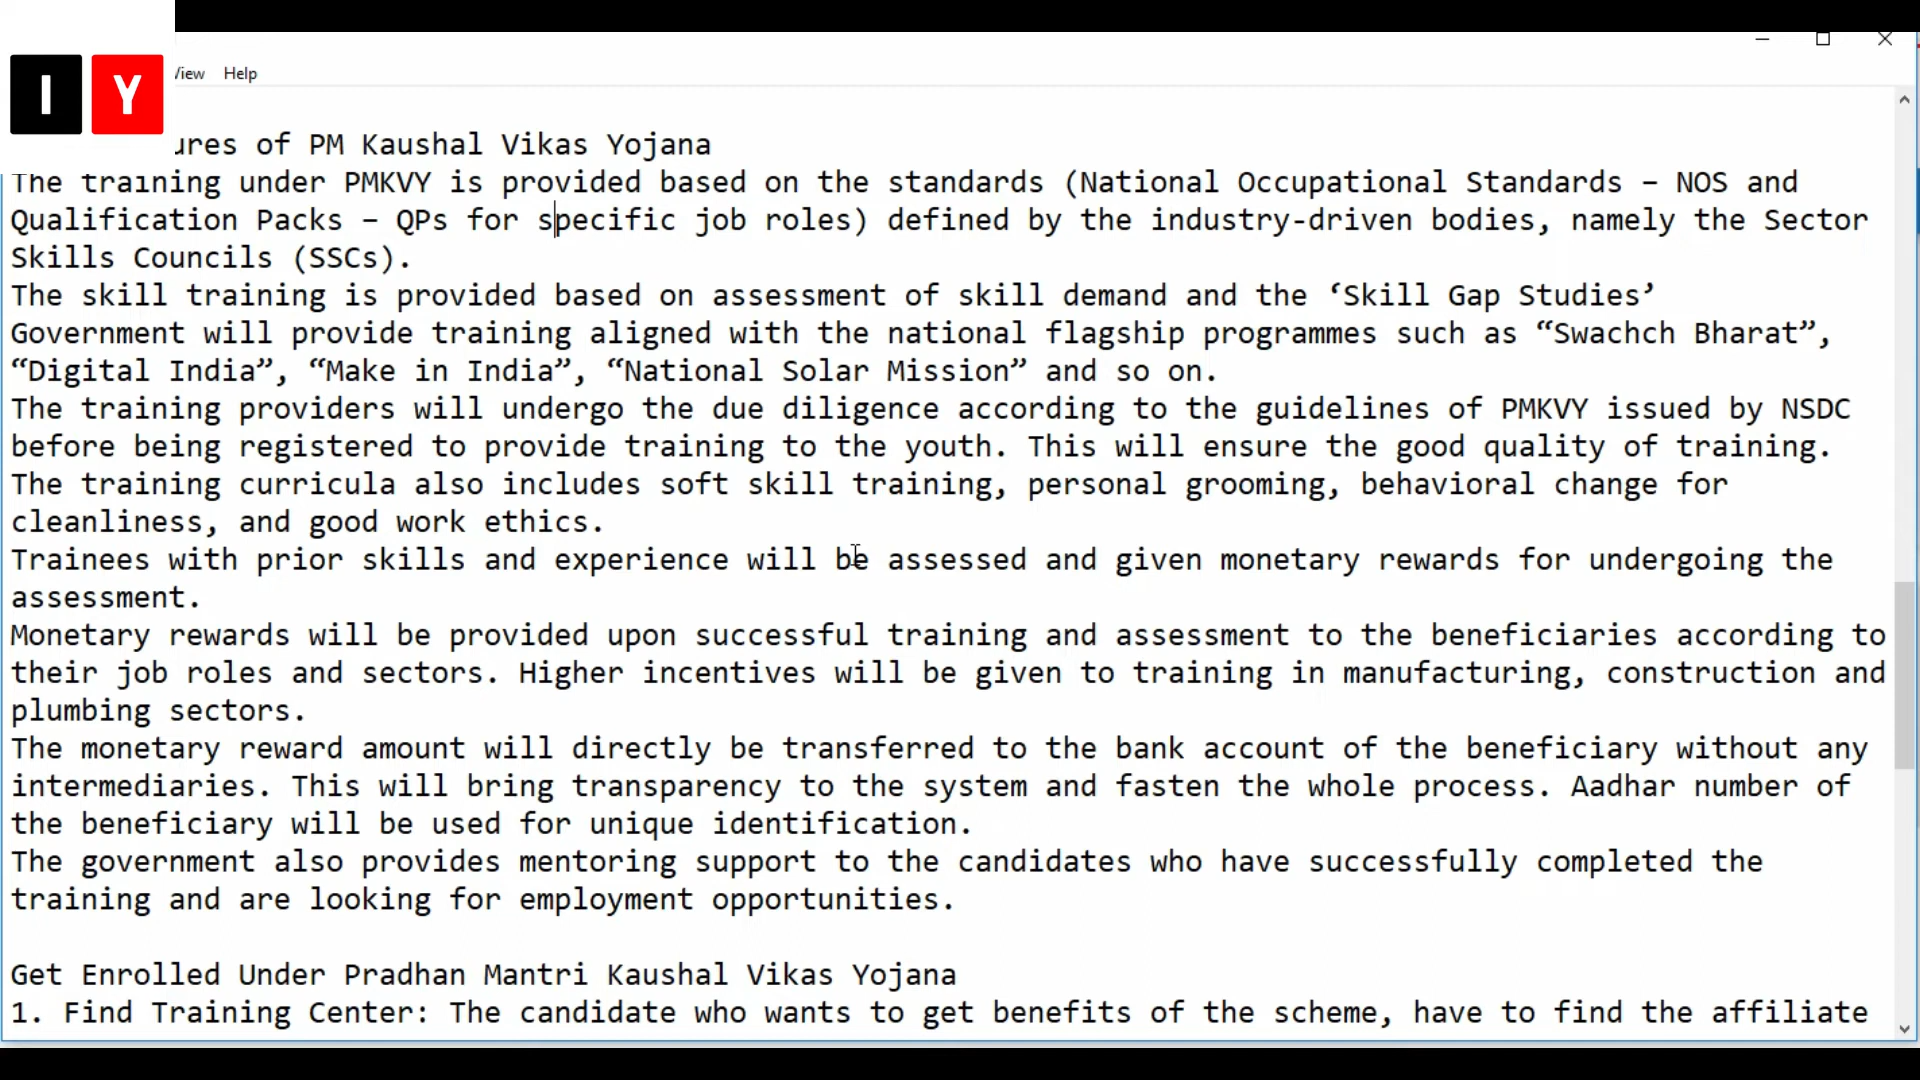 I Y
View Help
ures of PM Kaushal Vikas Yojana
The training under PMKVY is provided based on the standards (National Occupational Standards – NOS and
Qualification Packs – QPs for specific job roles) defined by the industry-driven bodies, namely the Sector
Skills Councils (SSCs).
The skill training is provided based on assessment of skill demand and the ‘Skill Gap Studies’
Government will provide training aligned with the national flagship programmes such as “Swachch Bharat”,
“Digital India”, “Make in India”, “National Solar Mission” and so on.
The training providers will undergo the due diligence according to the guidelines of PMKVY issued by NSDC
before being registered to provide training to the youth. This will ensure the good quality of training.
The training curricula also includes soft skill training, personal grooming, behavioral change for
cleanliness, and good work ethics.
Trainees with prior skills and experience will be assessed and given monetary rewards for undergoing the
assessment.
Monetary rewards will be provided upon successful training and assessment to the beneficiaries according to
their job roles and sectors. Higher incentives will be given to training in manufacturing, construction and
plumbing sectors.
The monetary reward amount will directly be transferred to the bank account of the beneficiary without any
intermediaries. This will bring transparency to the system and fasten the whole process. Aadhar number of
the beneficiary will be used for unique identification.
The government also provides mentoring support to the candidates who have successfully completed the
training and are looking for employment opportunities.
Get Enrolled Under Pradhan Mantri Kaushal Vikas Yojana
1. Find Training Center: The candidate who wants to get benefits of the scheme, have to find the affiliate